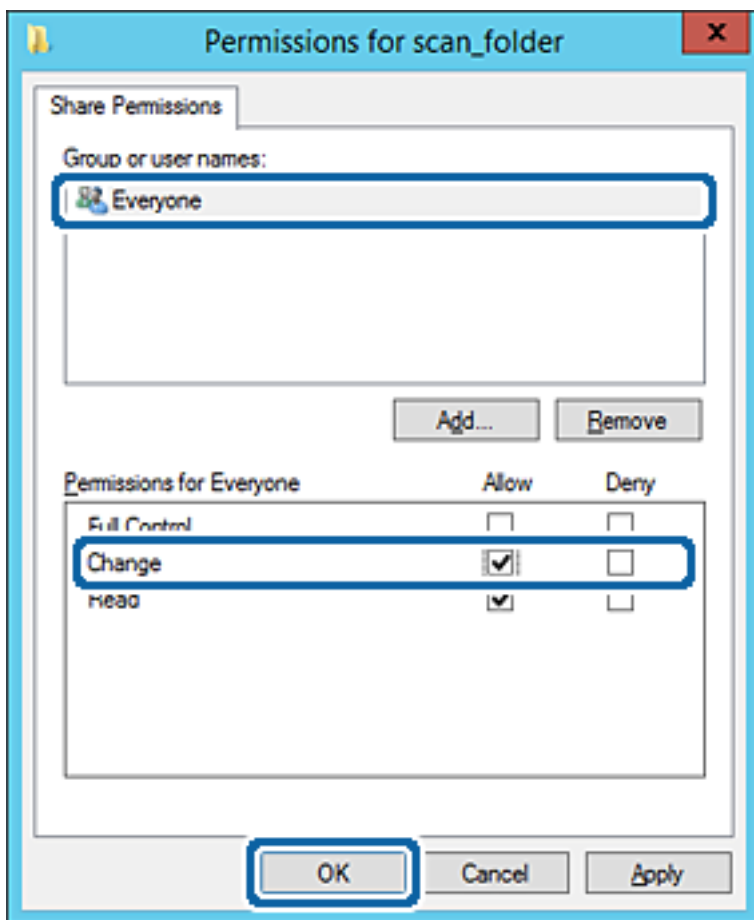 Permissions for scan_folder
x
Share Permissions
Group or user names:
Everyone
Add... Remove
Permissions for Everyone Allow Deny
Full Control
Change
Read
OK Cancel Apply